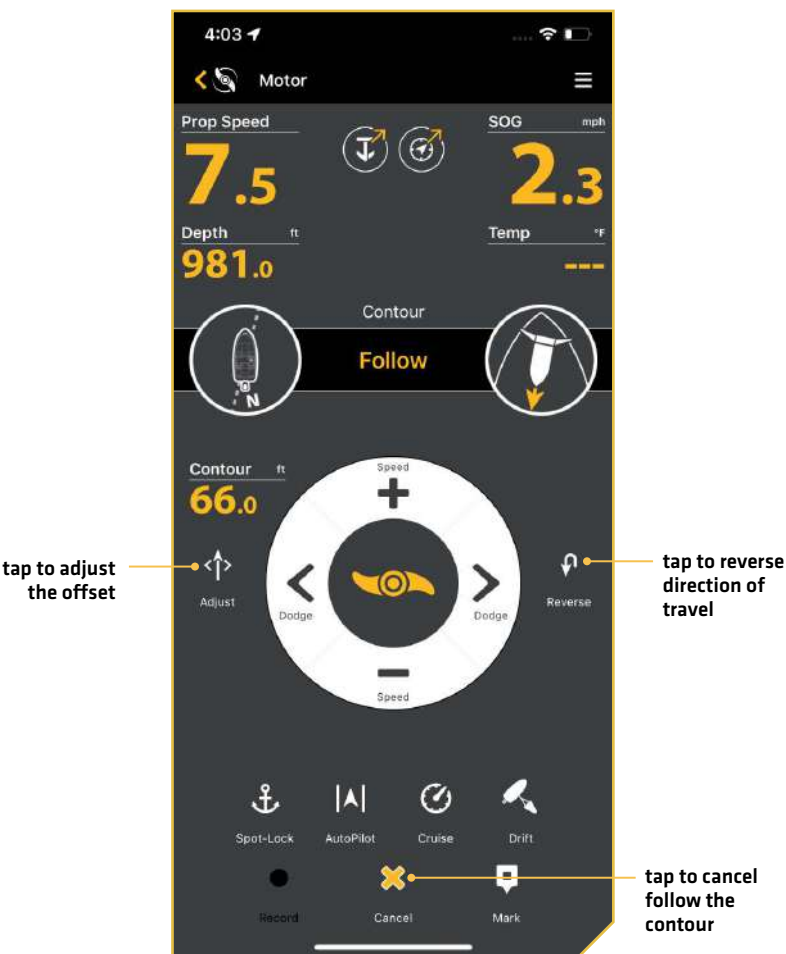 4:03
Motor
Prop Speed
7.5
SOG mph
2.3
Depth ft
981.0
Temp °F
---
Contour
Follow
N
Contour ft
66.0
Speed
Dodge
Dodge
Speed
tap to adjust
the offset
Adjust
Reverse
tap to reverse
direction of
travel
Spot-Lock
AutoPilot
Cruise
Drift
Record
Cancel
Mark
tap to cancel
follow the
contour